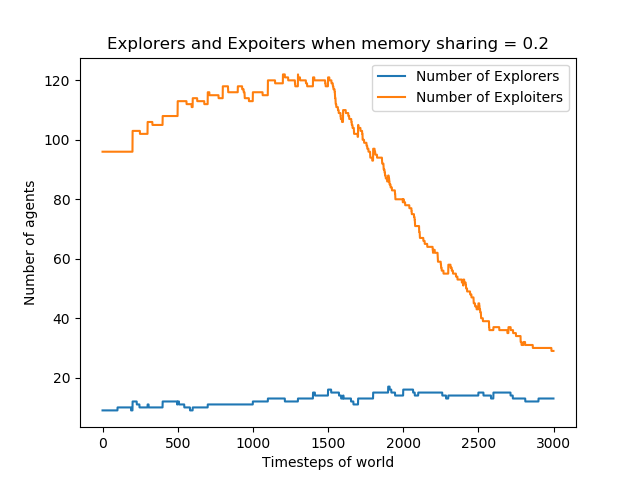 Explorers and Expoiters when memory sharing = 0.2
Number of Explorers
Number of Exploiters
Number of agents
120
100
80
60
40
20
0 500 1000 1500 2000 2500 3000
Timesteps of world